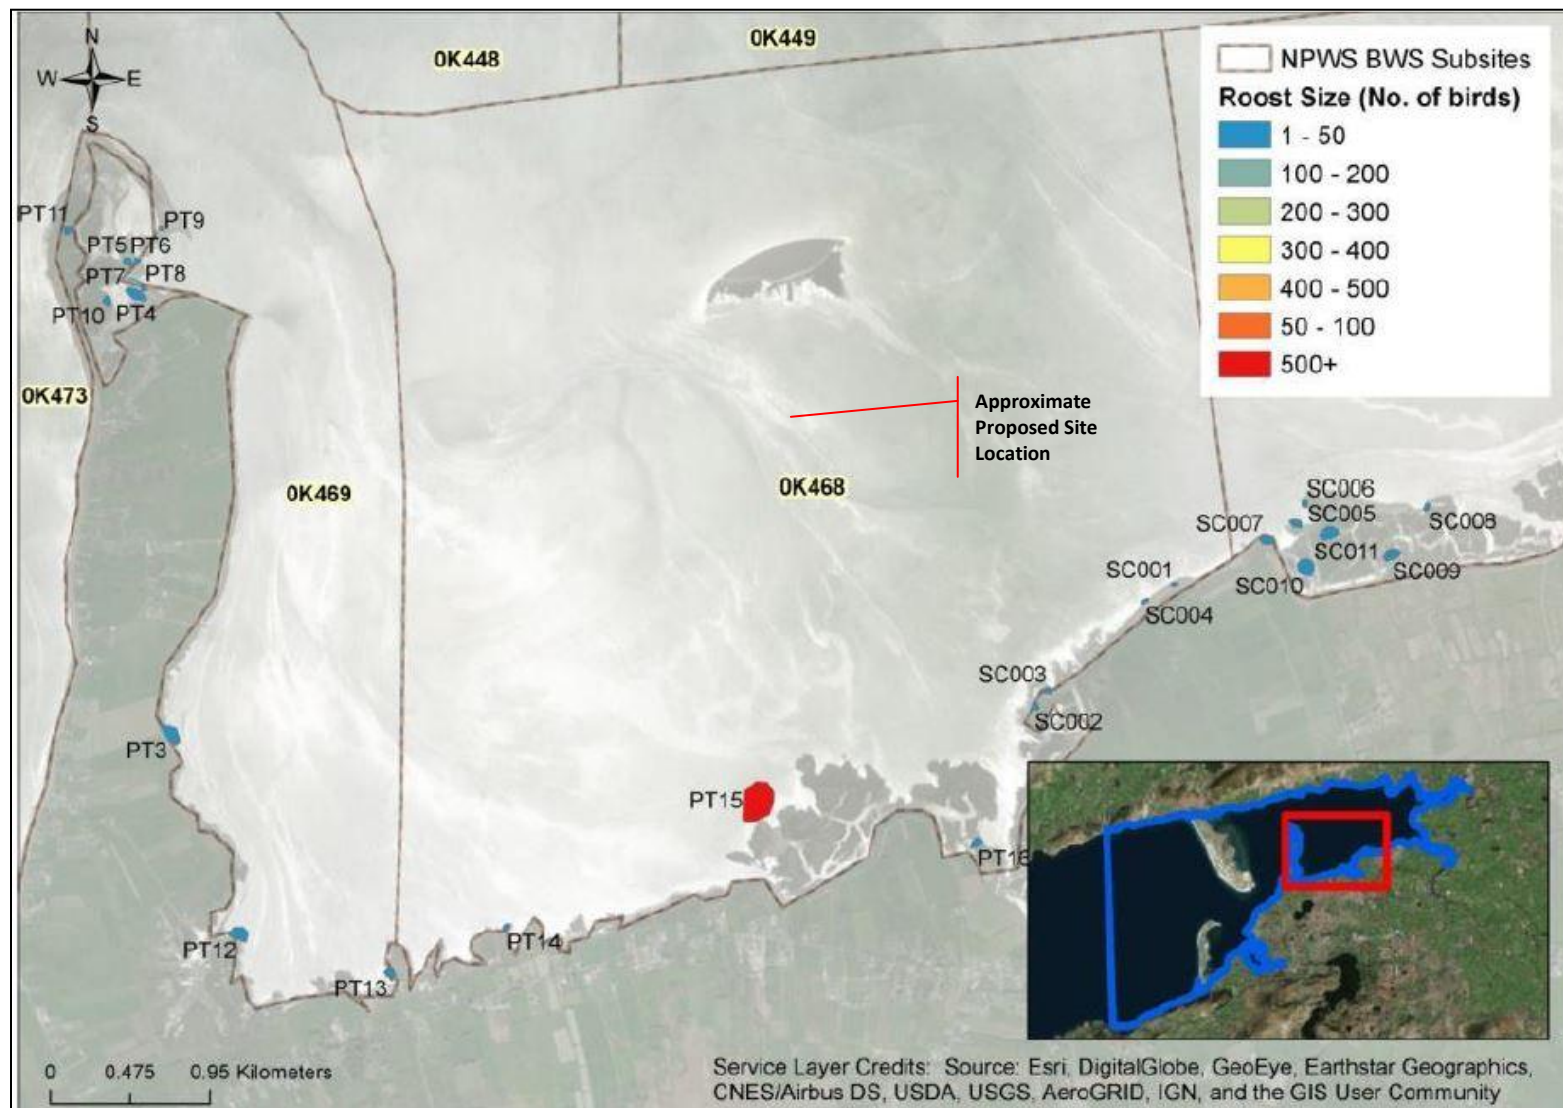 N
W E
S
0K448
0K449
NPWS BWS Subsites
Roost Size (No. of birds)
1 - 50
100 - 200
200 - 300
300 - 400
400 - 500
50 - 100
500+
PT11
PT9
PT5 PT6
PT7 PT8
PT10 PT4
0K473
Approximate
Proposed Site
Location
0K469
0K468
SC006
SC005
SC008
SC007
SC011
SC009
SC010
SC001
SC004
SC003
SC002
PT3
PT15
PT16
PT12
PT14
PT13
0 0.475 0.95 Kilometers
Service Layer Credits: Source: Esri, DigitalGlobe, GeoEye, Earthstar Geographics,
CNES/Airbus DS, USDA, USGS, AeroGRID, IGN, and the GIS User Community